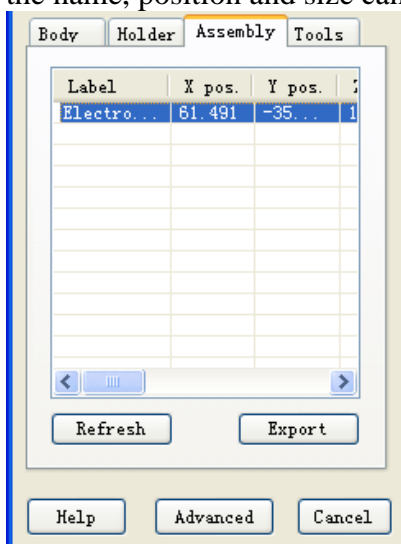 the name, position and size can
Body Holder Assembly Tools
Label X pos. Y pos.
Electro... 61.491 -35... 1
Refresh Export
Help Advanced Cancel